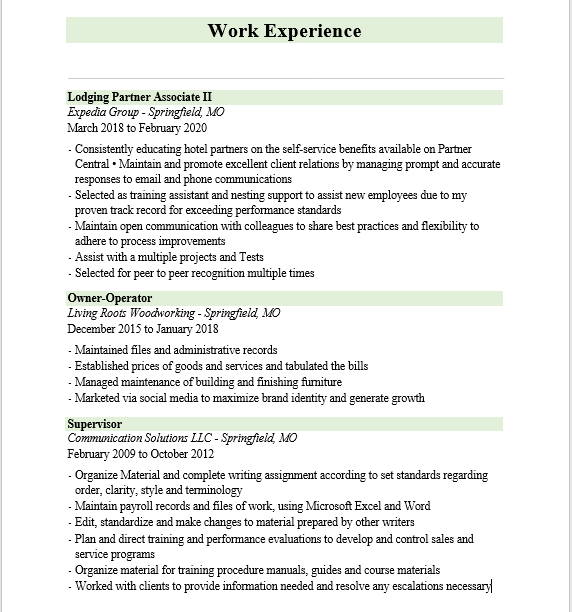 Work Experience
Lodging Partner Associate II
Expedia Group - Springfield, MO
March 2018 to February 2020
- Consistently educating hotel partners on the self-service benefits available on Partner
Central • Maintain and promote excellent client relations by managing prompt and accurate
responses to email and phone communications
- Selected as training assistant and nesting support to assist new employees due to my
proven track record for exceeding performance standards
- Maintain open communication with colleagues to share best practices and flexibility to
adhere to process improvements
- Assist with a multiple projects and Tests
- Selected for peer to peer recognition multiple times
Owner-Operator
Living Roots Woodworking - Springfield, MO
December 2015 to January 2018
- Maintained files and administrative records
- Established prices of goods and services and tabulated the bills
- Managed maintenance of building and finishing furniture
- Marketed via social media to maximize brand identity and generate growth
Supervisor
Communication Solutions LLC - Springfield, MO
February 2009 to October 2012
- Organize Material and complete writing assignment according to set standards regarding
order, clarity, style and terminology
- Maintain payroll records and files of work, using Microsoft Excel and Word
- Edit, standardize and make changes to material prepared by other writers
- Plan and direct training and performance evaluations to develop and control sales and
service programs
- Organize material for training procedure manuals, guides and course materials
- Worked with clients to provide information needed and resolve any escalations necessary